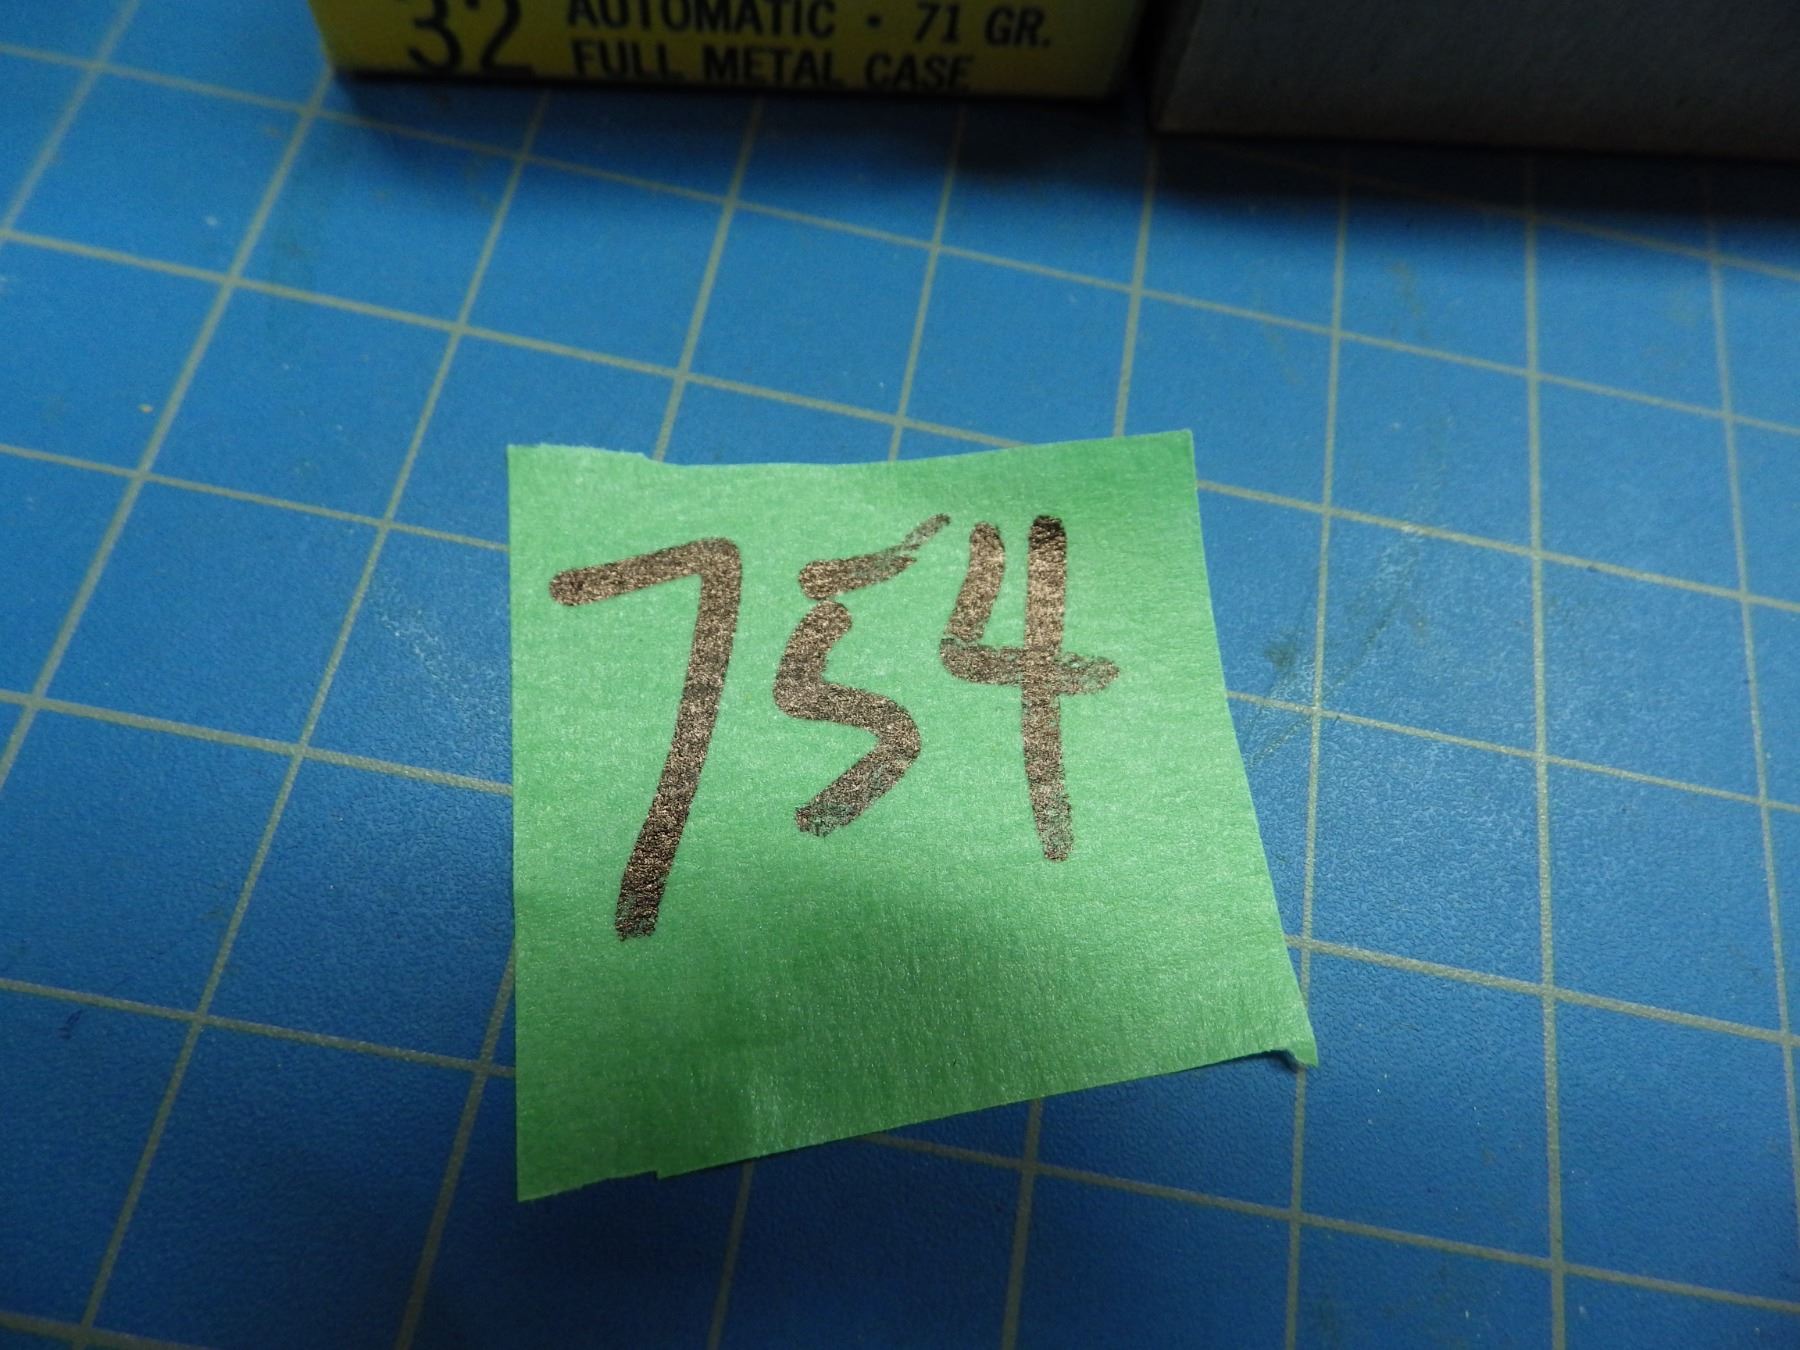 32
AUTOMATIC • 71 GR.
FULL METAL CASE
754